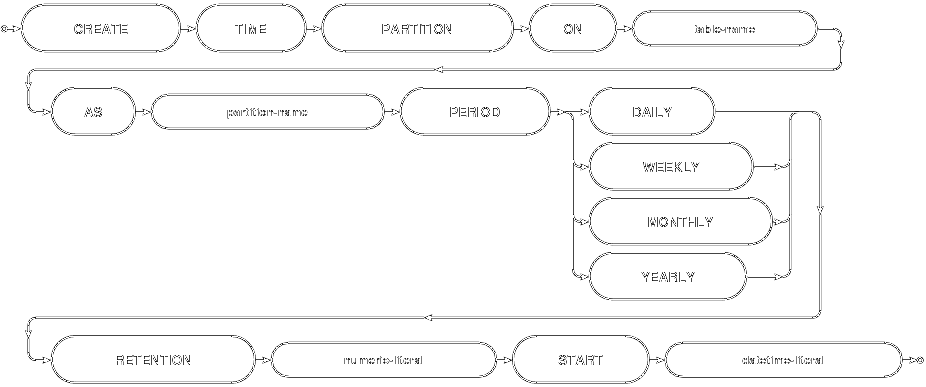 CREATE TIME PARTITION ON table-name
AS partition-name PERIOD DAILY
WEEKLY
MONTHLY
YEARLY
RETENTION numeric-literal START datetime-literal